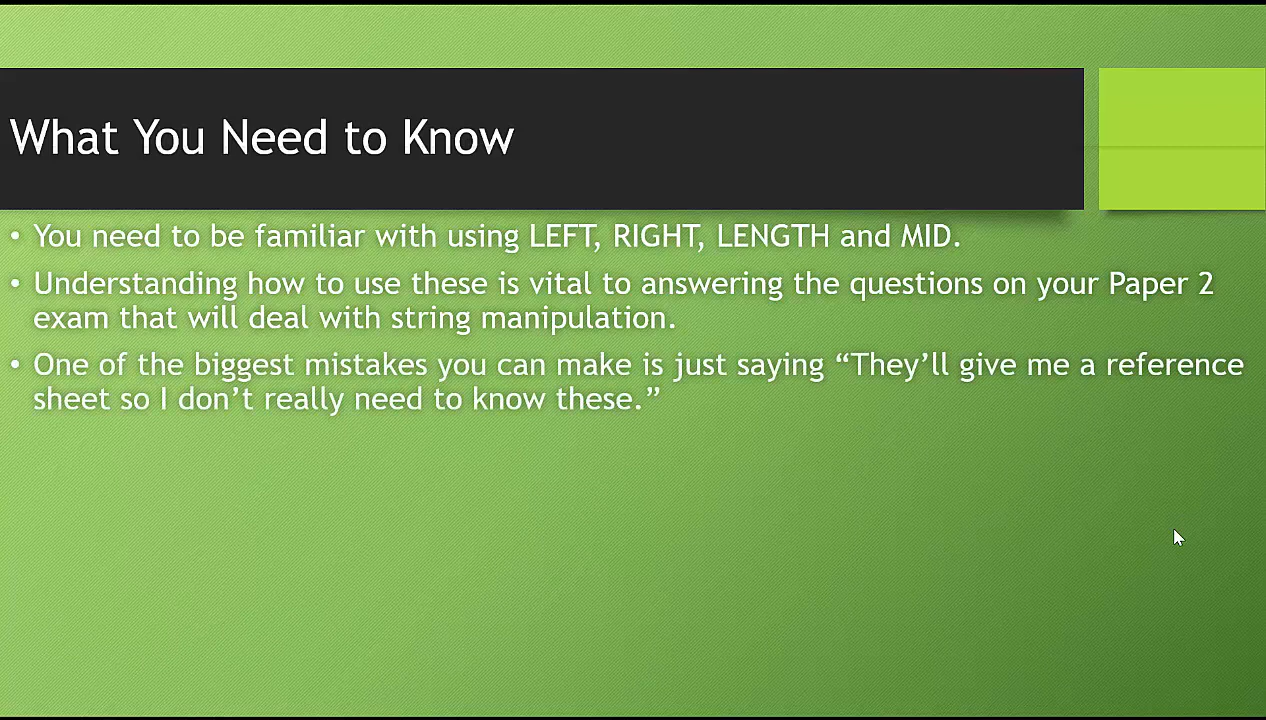 What You Need to Know
• You need to be familiar with using LEFT, RIGHT, LENGTH and MID.
• Understanding how to use these is vital to answering the questions on your Paper 2
exam that will deal with string manipulation.
• One of the biggest mistakes you can make is just saying “They’ll give me a reference
sheet so I don’t really need to know these.”